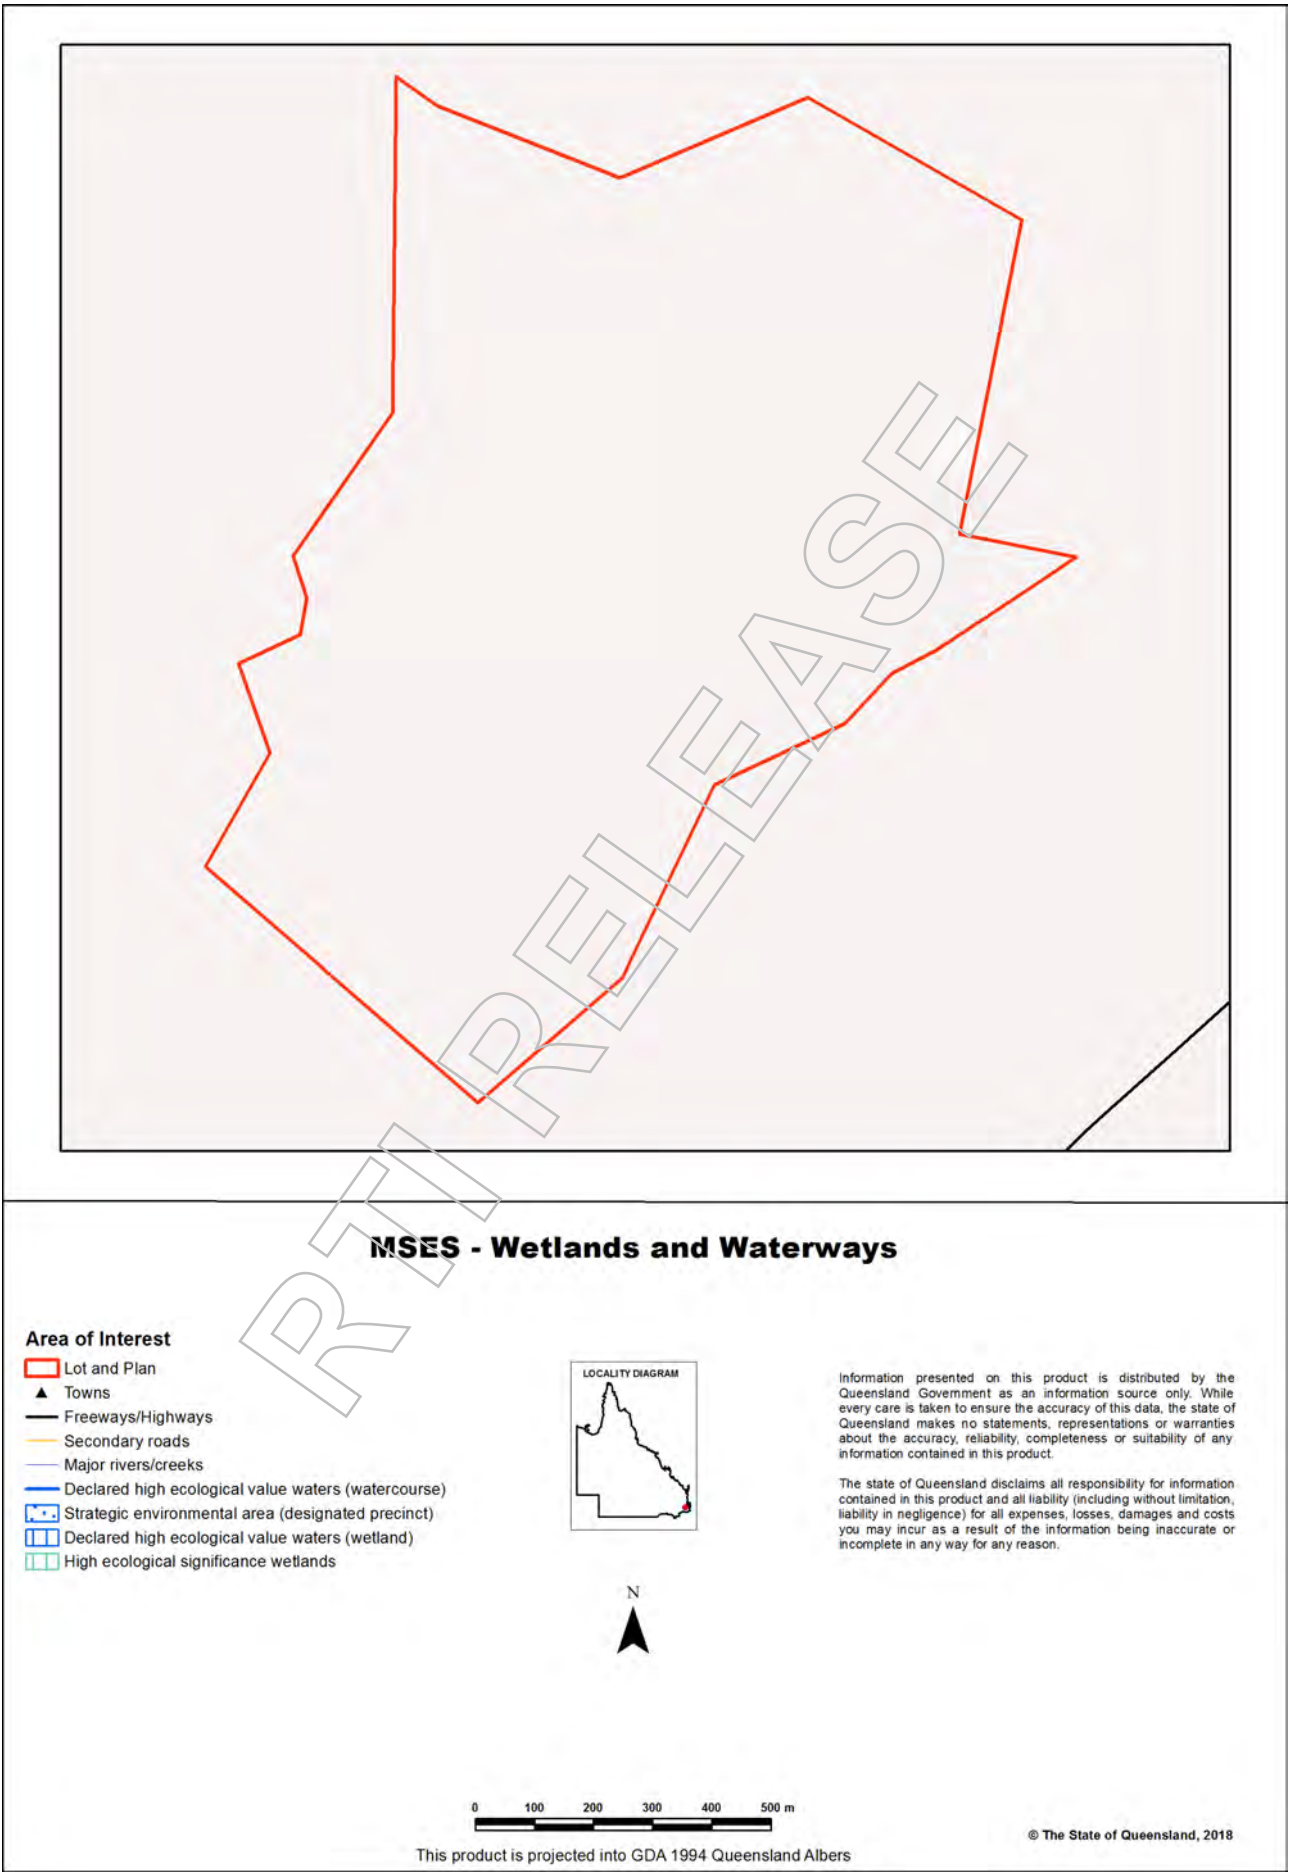 RTI RELEASE
MSES - Wetlands and Waterways
Area of Interest
Lot and Plan
Towns
Freeways/Highways
Secondary roads
Major rivers/creeks
Declared high ecological value waters (watercourse)
Strategic environmental area (designated precinct)
Declared high ecological value waters (wetland)
High ecological significance wetlands
LOCALITY DIAGRAM
N
Information presented on this product is distributed by the
Queensland Government as an information source only. While
every care is taken to ensure the accuracy of this data, the state of
Queensland makes no statements, representations or warranties
about the accuracy, reliability, completeness or suitability of any
information contained in this product.
The state of Queensland disclaims all responsibility for information
contained in this product and all liability (including without limitation,
liability in negligence) for all expenses, losses, damages and costs
you may incur as a result of the information being inaccurate or
incomplete in any way for any reason.
0 100 200 300 400 500 m
This product is projected into GDA 1994 Queensland Albers
© The State of Queensland, 2018